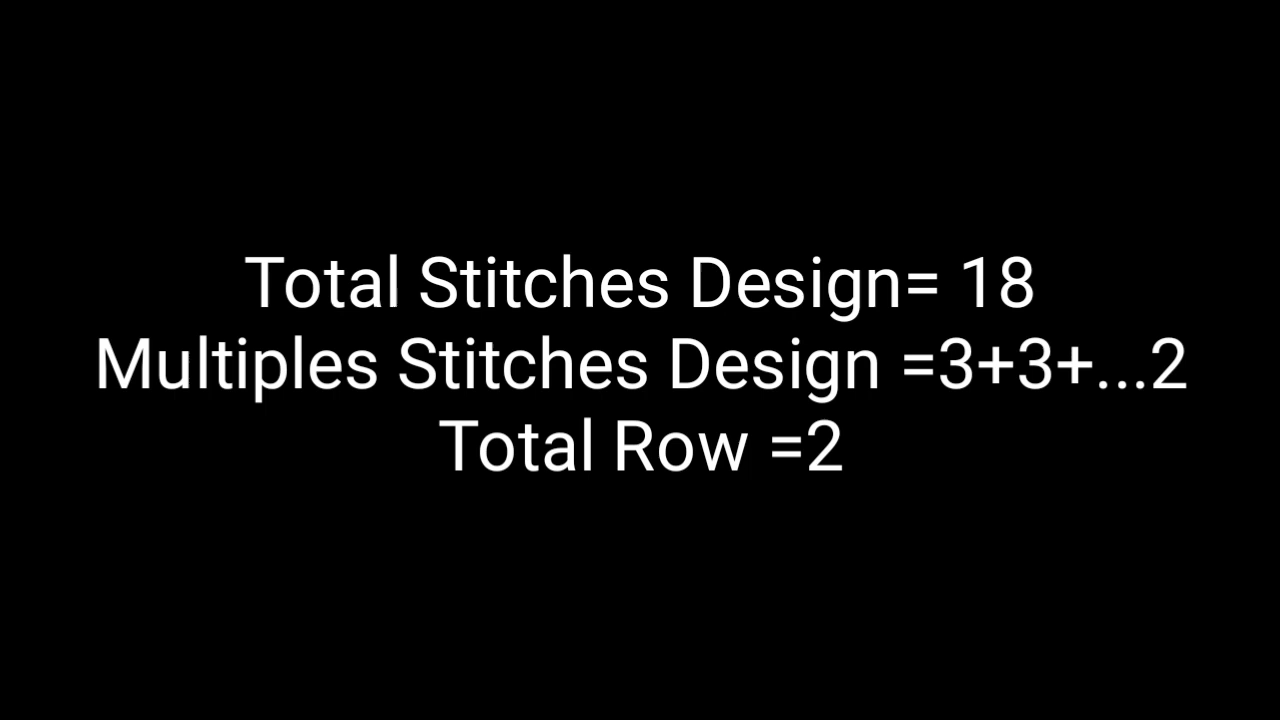 Total Stitches Design= 18
Multiples Stitches Design =3+3+...2
Total Row =2